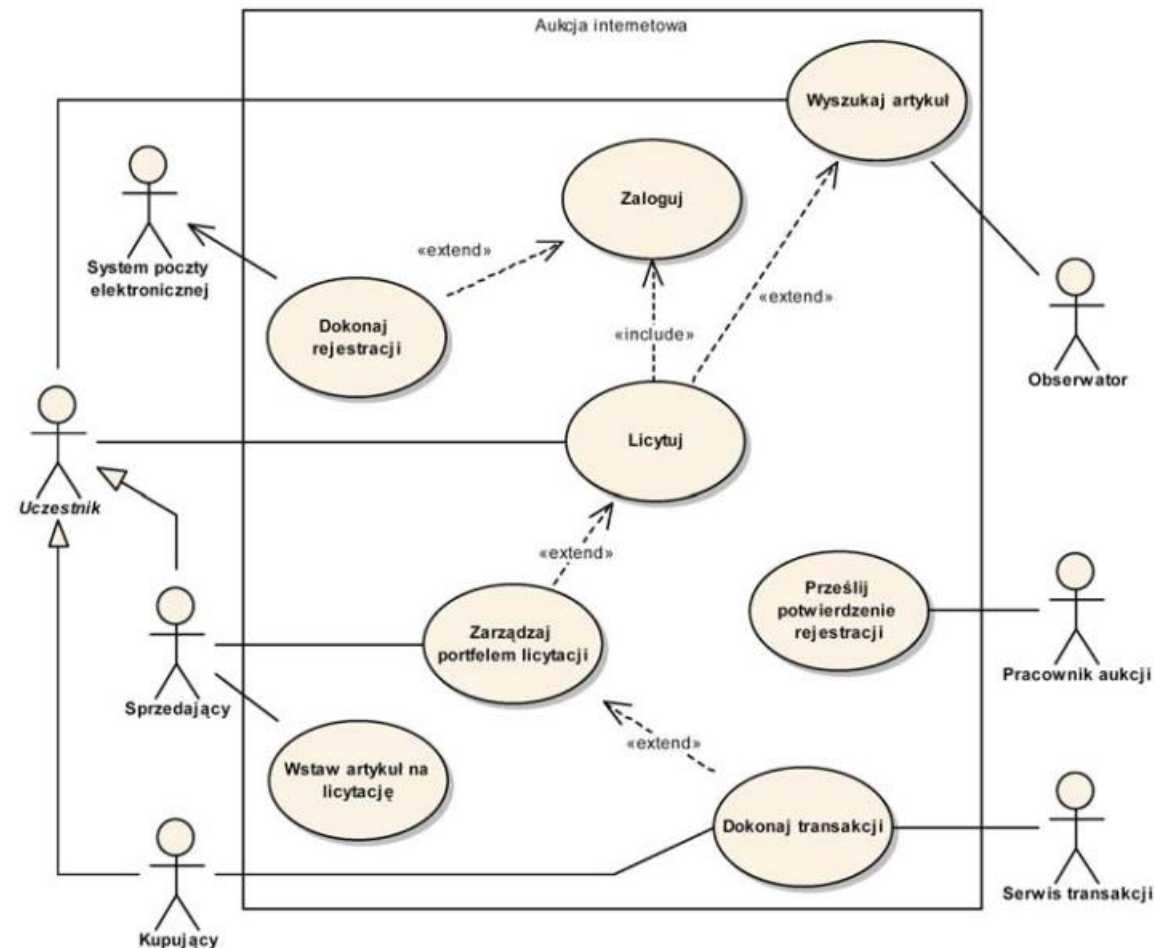 Aukcja internetowa
Wyszukaj artykuł
Zaloguj
«extend»
System poczty
elektronicznej
«extend»
Dokonaj
rejestracji
«include»
Obserwator
Licytuj
Uczestnik
«extend»
Prześlij
potwierdzenie
rejestracji
Zarządzaj
portfelem licytacji
Pracownik aukcji
Sprzedający
«extend»
Wstaw artykuł na
licytację
Dokonaj transakcji
Serwis transakcji
Kupujący